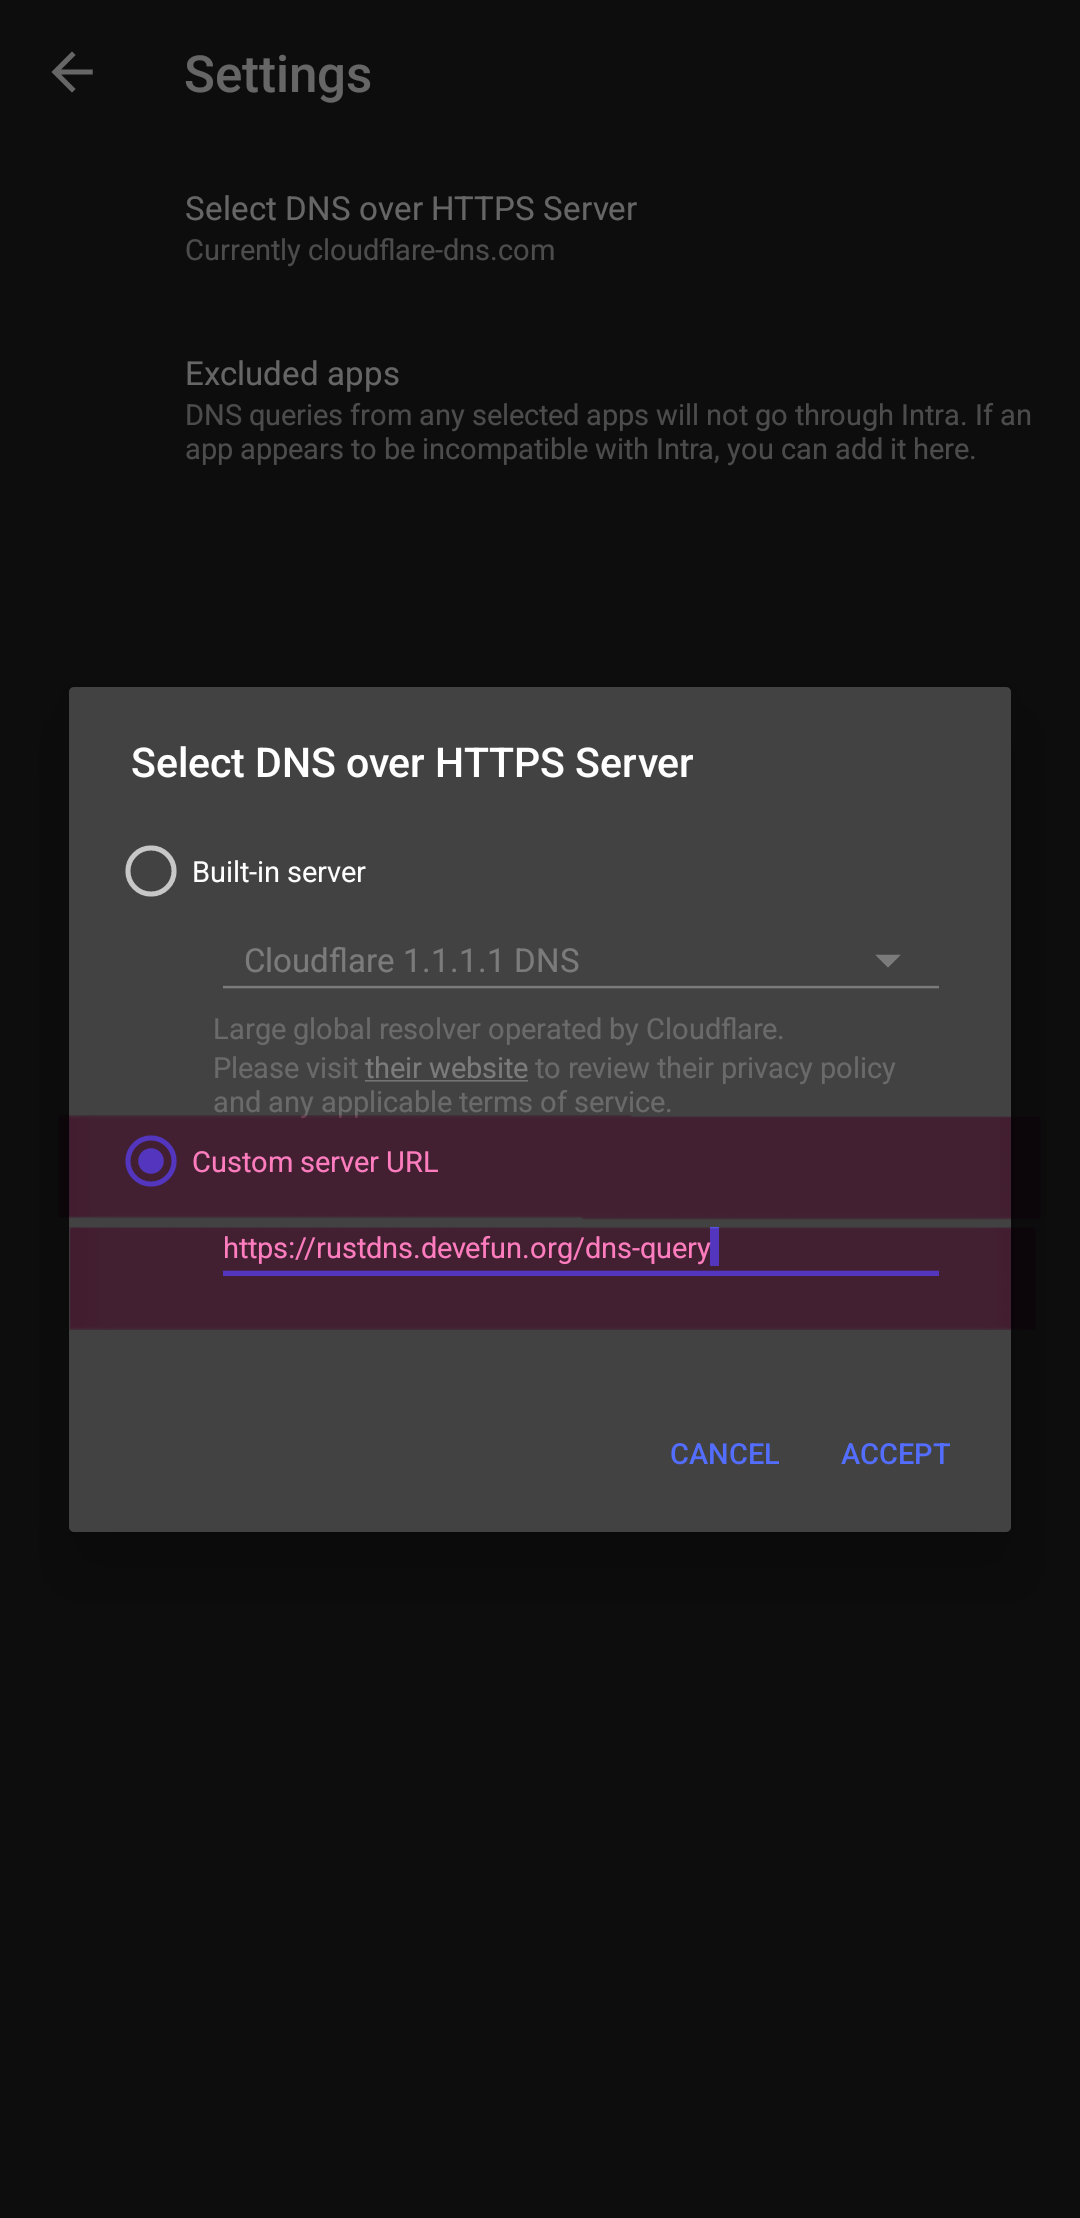 Settings
Select DNS over HTTPS Server
Currently cloudflare-dns.com
Excluded apps
DNS queries from any selected apps will not go through Intra. If an
app appears to be incompatible with Intra, you can add it here.
Select DNS over HTTPS Server
Built-in server
Cloudflare 1.1.1.1 DNS
Large global resolver operated by Cloudflare.
Please visit their website to review their privacy policy
and any applicable terms of service.
Custom server URL
https://rustdns.devefun.org/dns-query
CANCEL ACCEPT